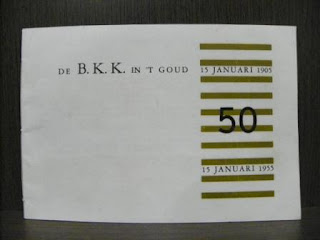 DE B. K. K. IN 'T GOUD
15 JANUARI 1905
50
15 JANUARI 1955